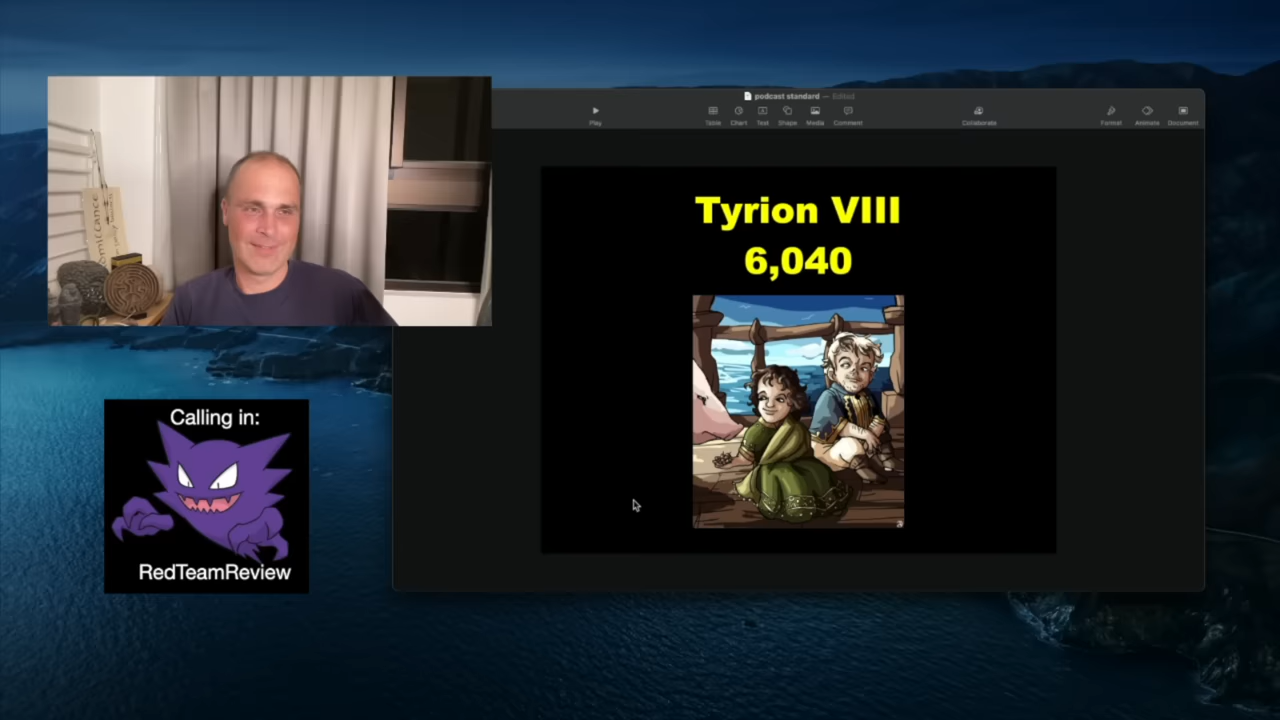 podcast standard — Edited
Play
Table
Chart
Text
Shape
Media
Comment
Collaborate
Format
Animate
Document
Tyrion VIII
6,040
Calling in:
RedTeamReview